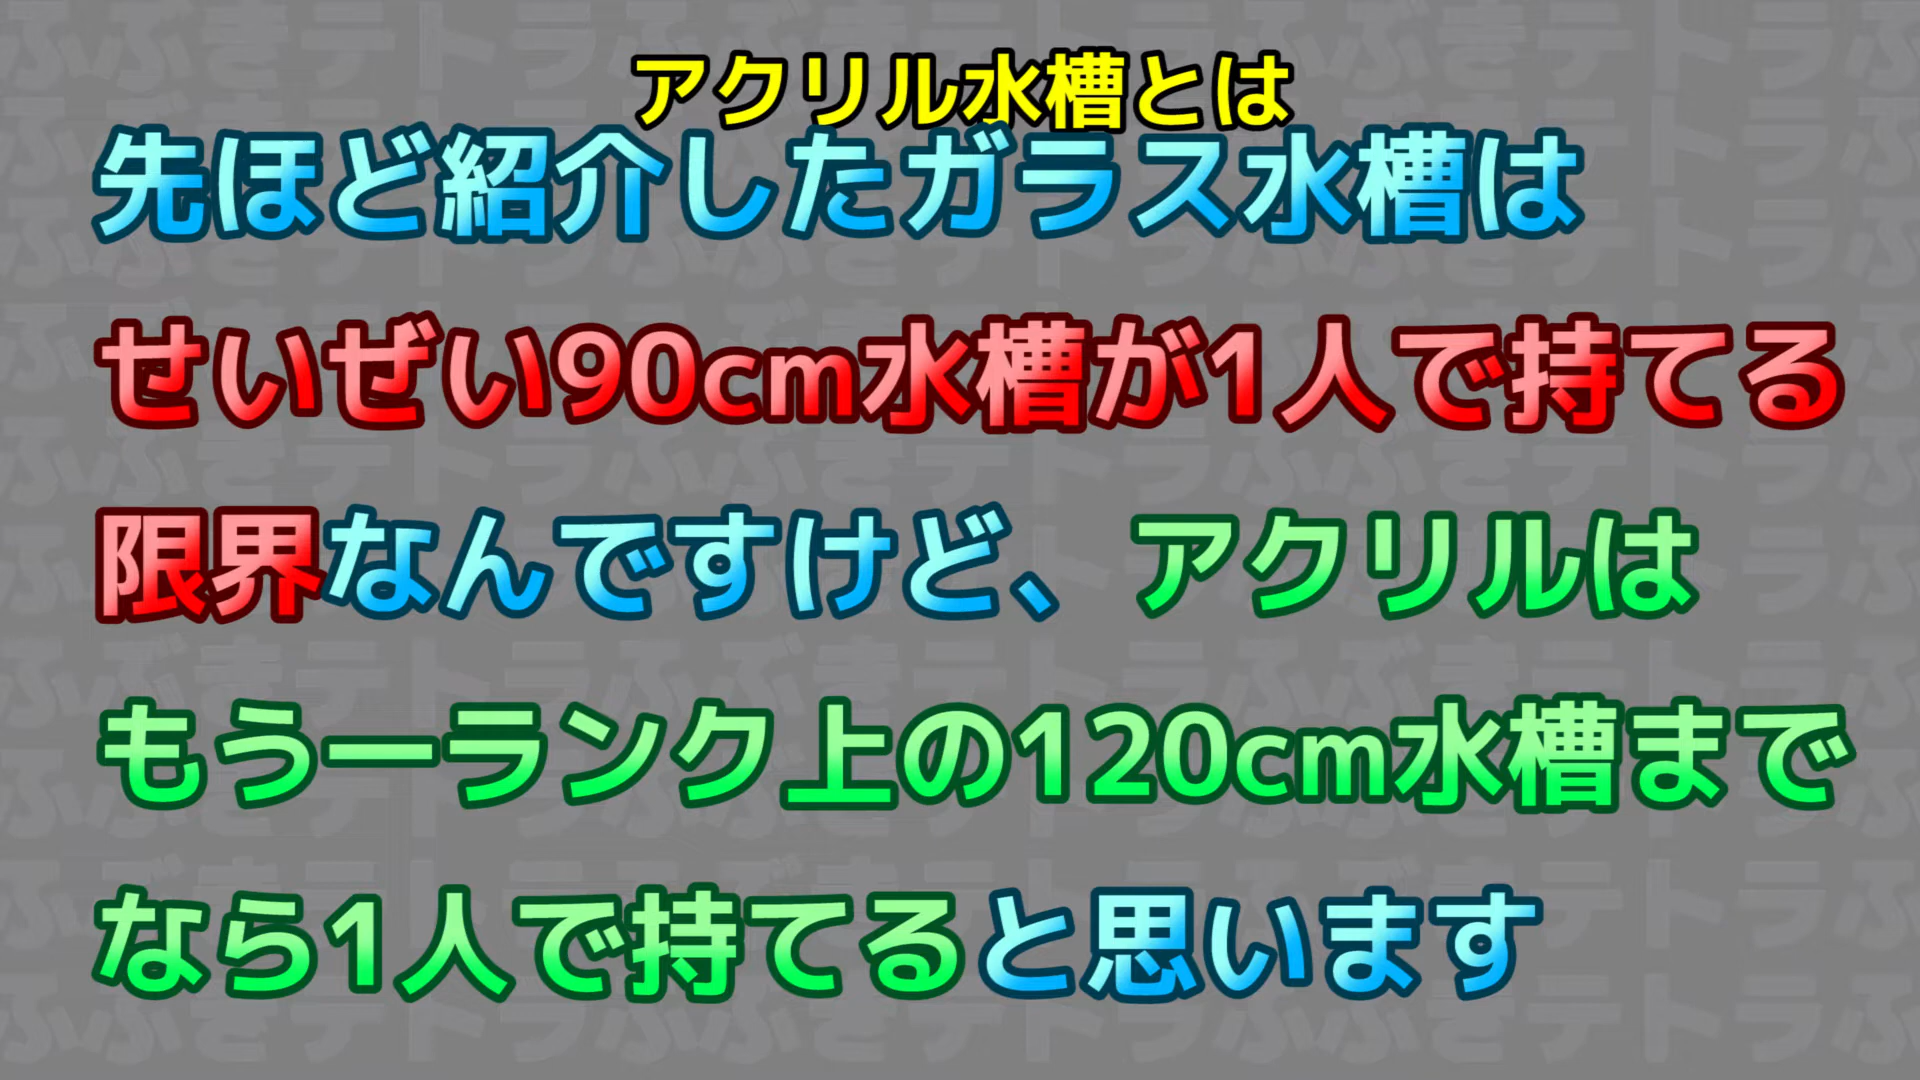 アクリル水槽とは
先ほど紹介したガラス水槽は
せいぜい90cm水槽が1人で持てる
限界なんですけど、アクリルは
もう一ランク上の120cm水槽まで
なら1人で持てると思います